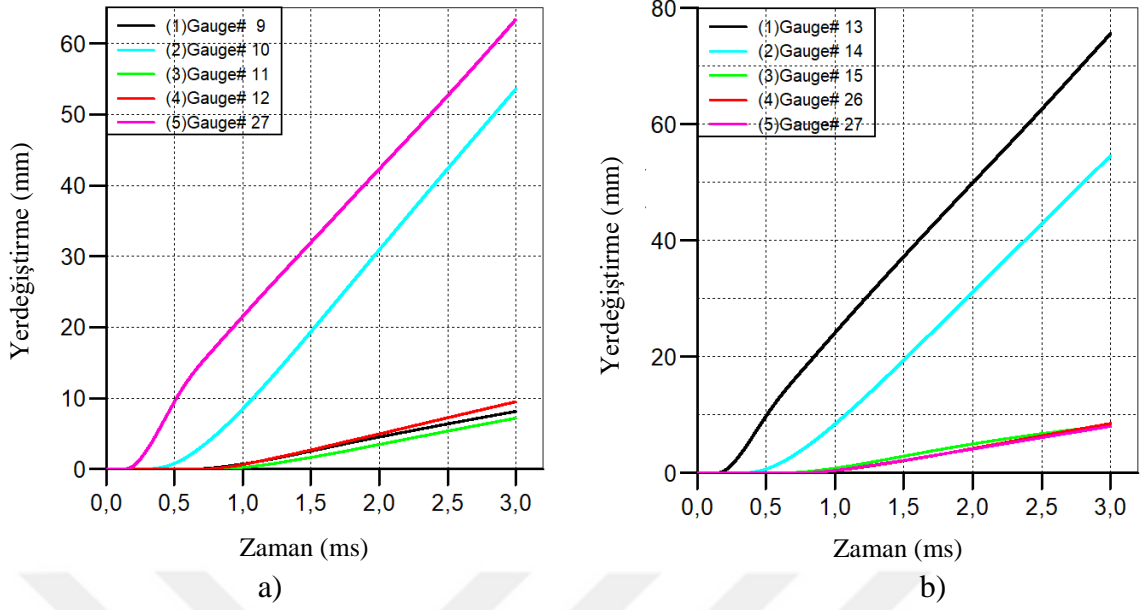 60
50
40
30
20
10
0
Yerdeğiştirme (mm)
(1)Gauge# 9
(2)Gauge# 10
(3)Gauge# 11
(4)Gauge# 12
(5)Gauge# 27
0,0 0,5 1,0 1,5 2,0 2,5 3,0
Zaman (ms)
a)
80
60
40
20
0
Yerdeğiştirme (mm)
(1)Gauge# 13
(2)Gauge# 14
(3)Gauge# 15
(4)Gauge# 26
(5)Gauge# 27
0,0 0,5 1,0 1,5 2,0 2,5 3,0
Zaman (ms)
b)